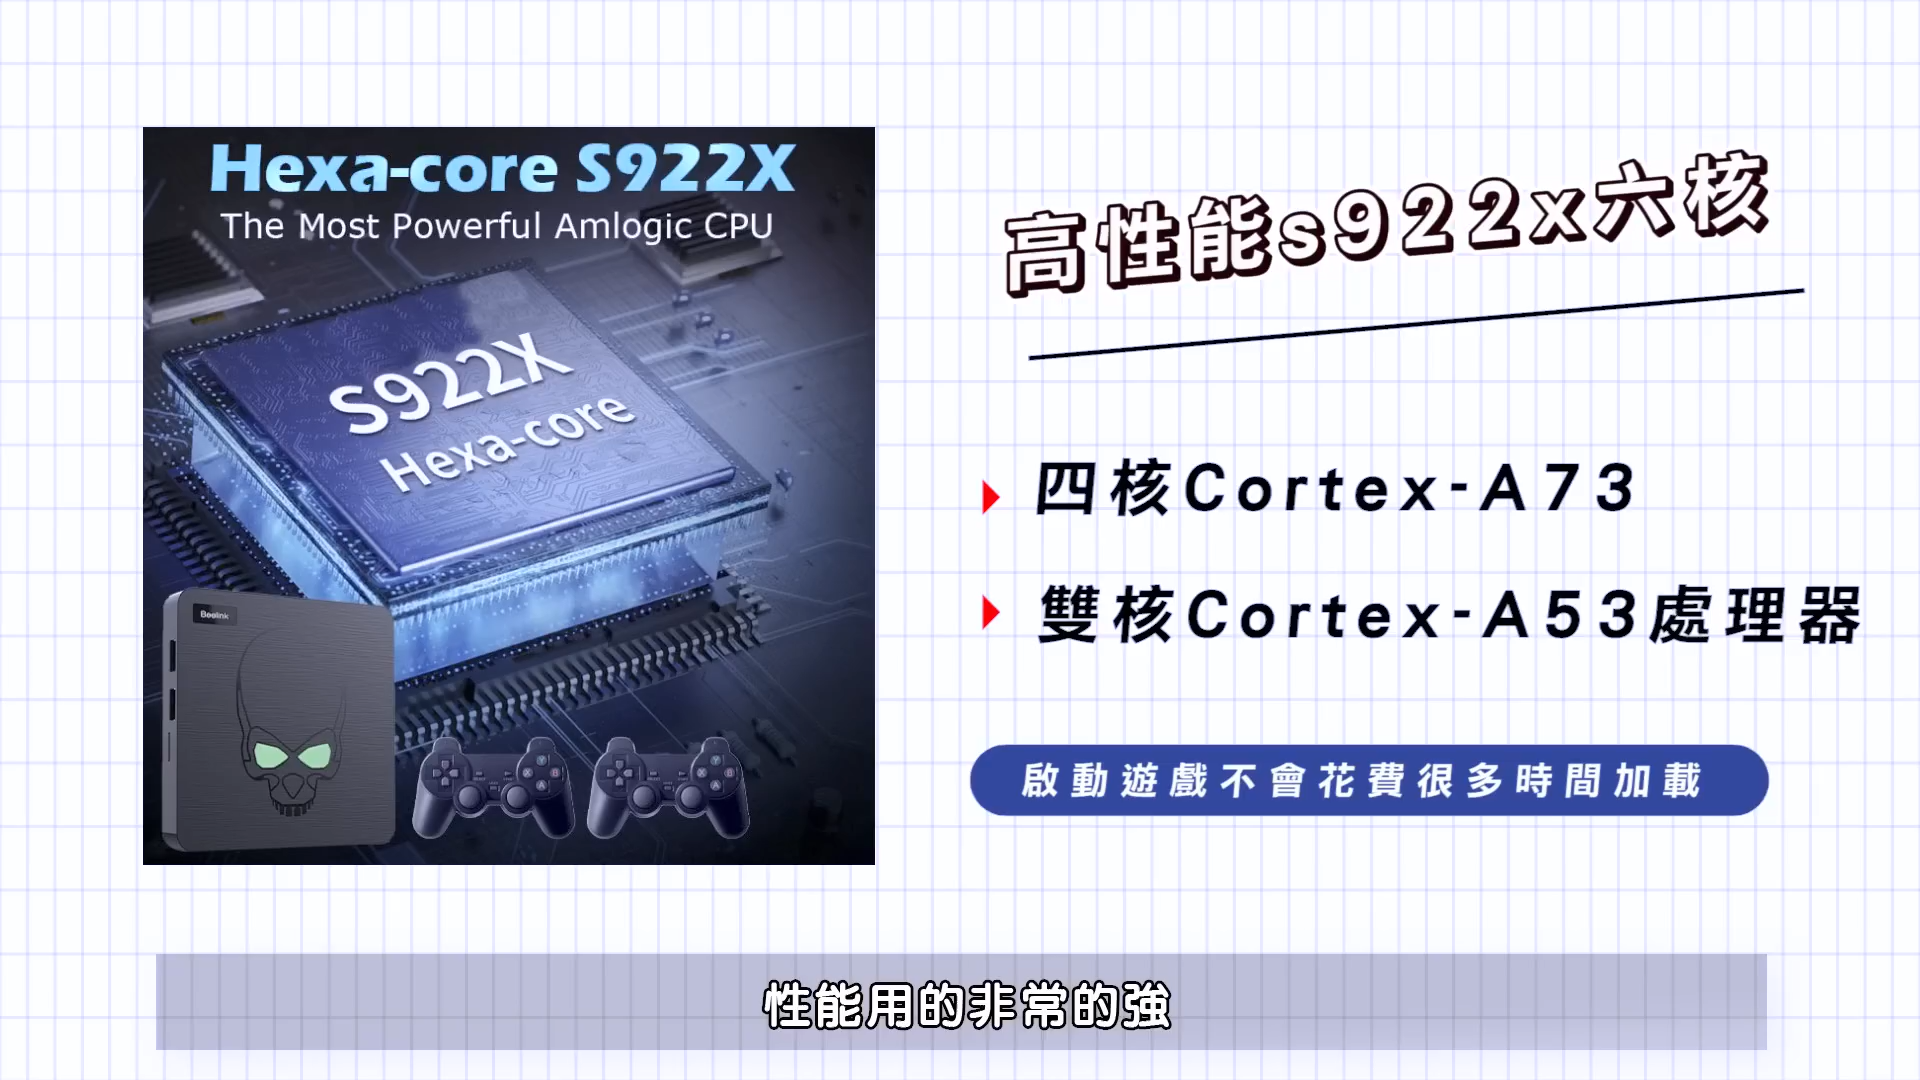 Hexa-core S922X
The Most Powerful Amlogic CPU
S922X
Hexa-core
Beelink
高性能s922x六核
四核Cortex-A73
雙核Cortex-A53處理器
啟動遊戲不會花費很多時間加載
性能用的非常的強